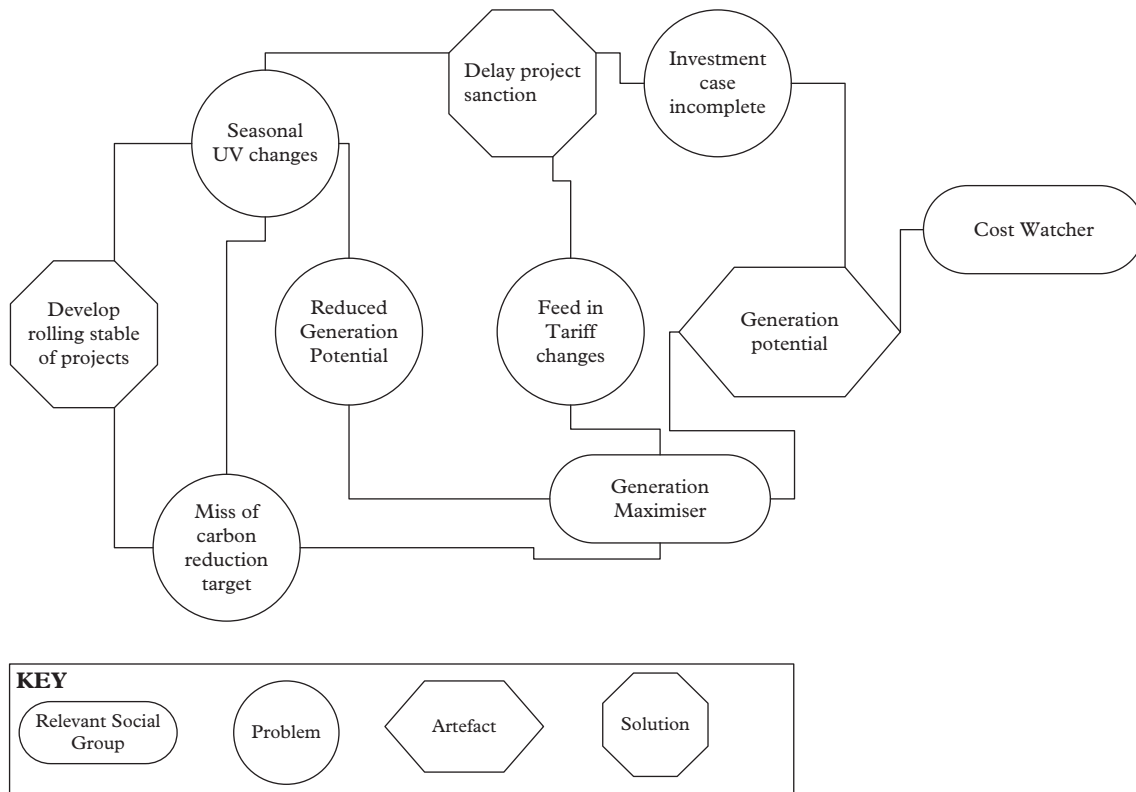 Delay project
sanction
Investment
case
incomplete
Seasonal
UV changes
Cost Watcher
Develop
rolling stable
of projects
Reduced
Generation
Potential
Feed in
Tariff
changes
Generation
potential
Generation
Maximiser
Miss of
carbon
reduction
target
KEY
Relevant Social
Group
Problem
Artefact
Solution